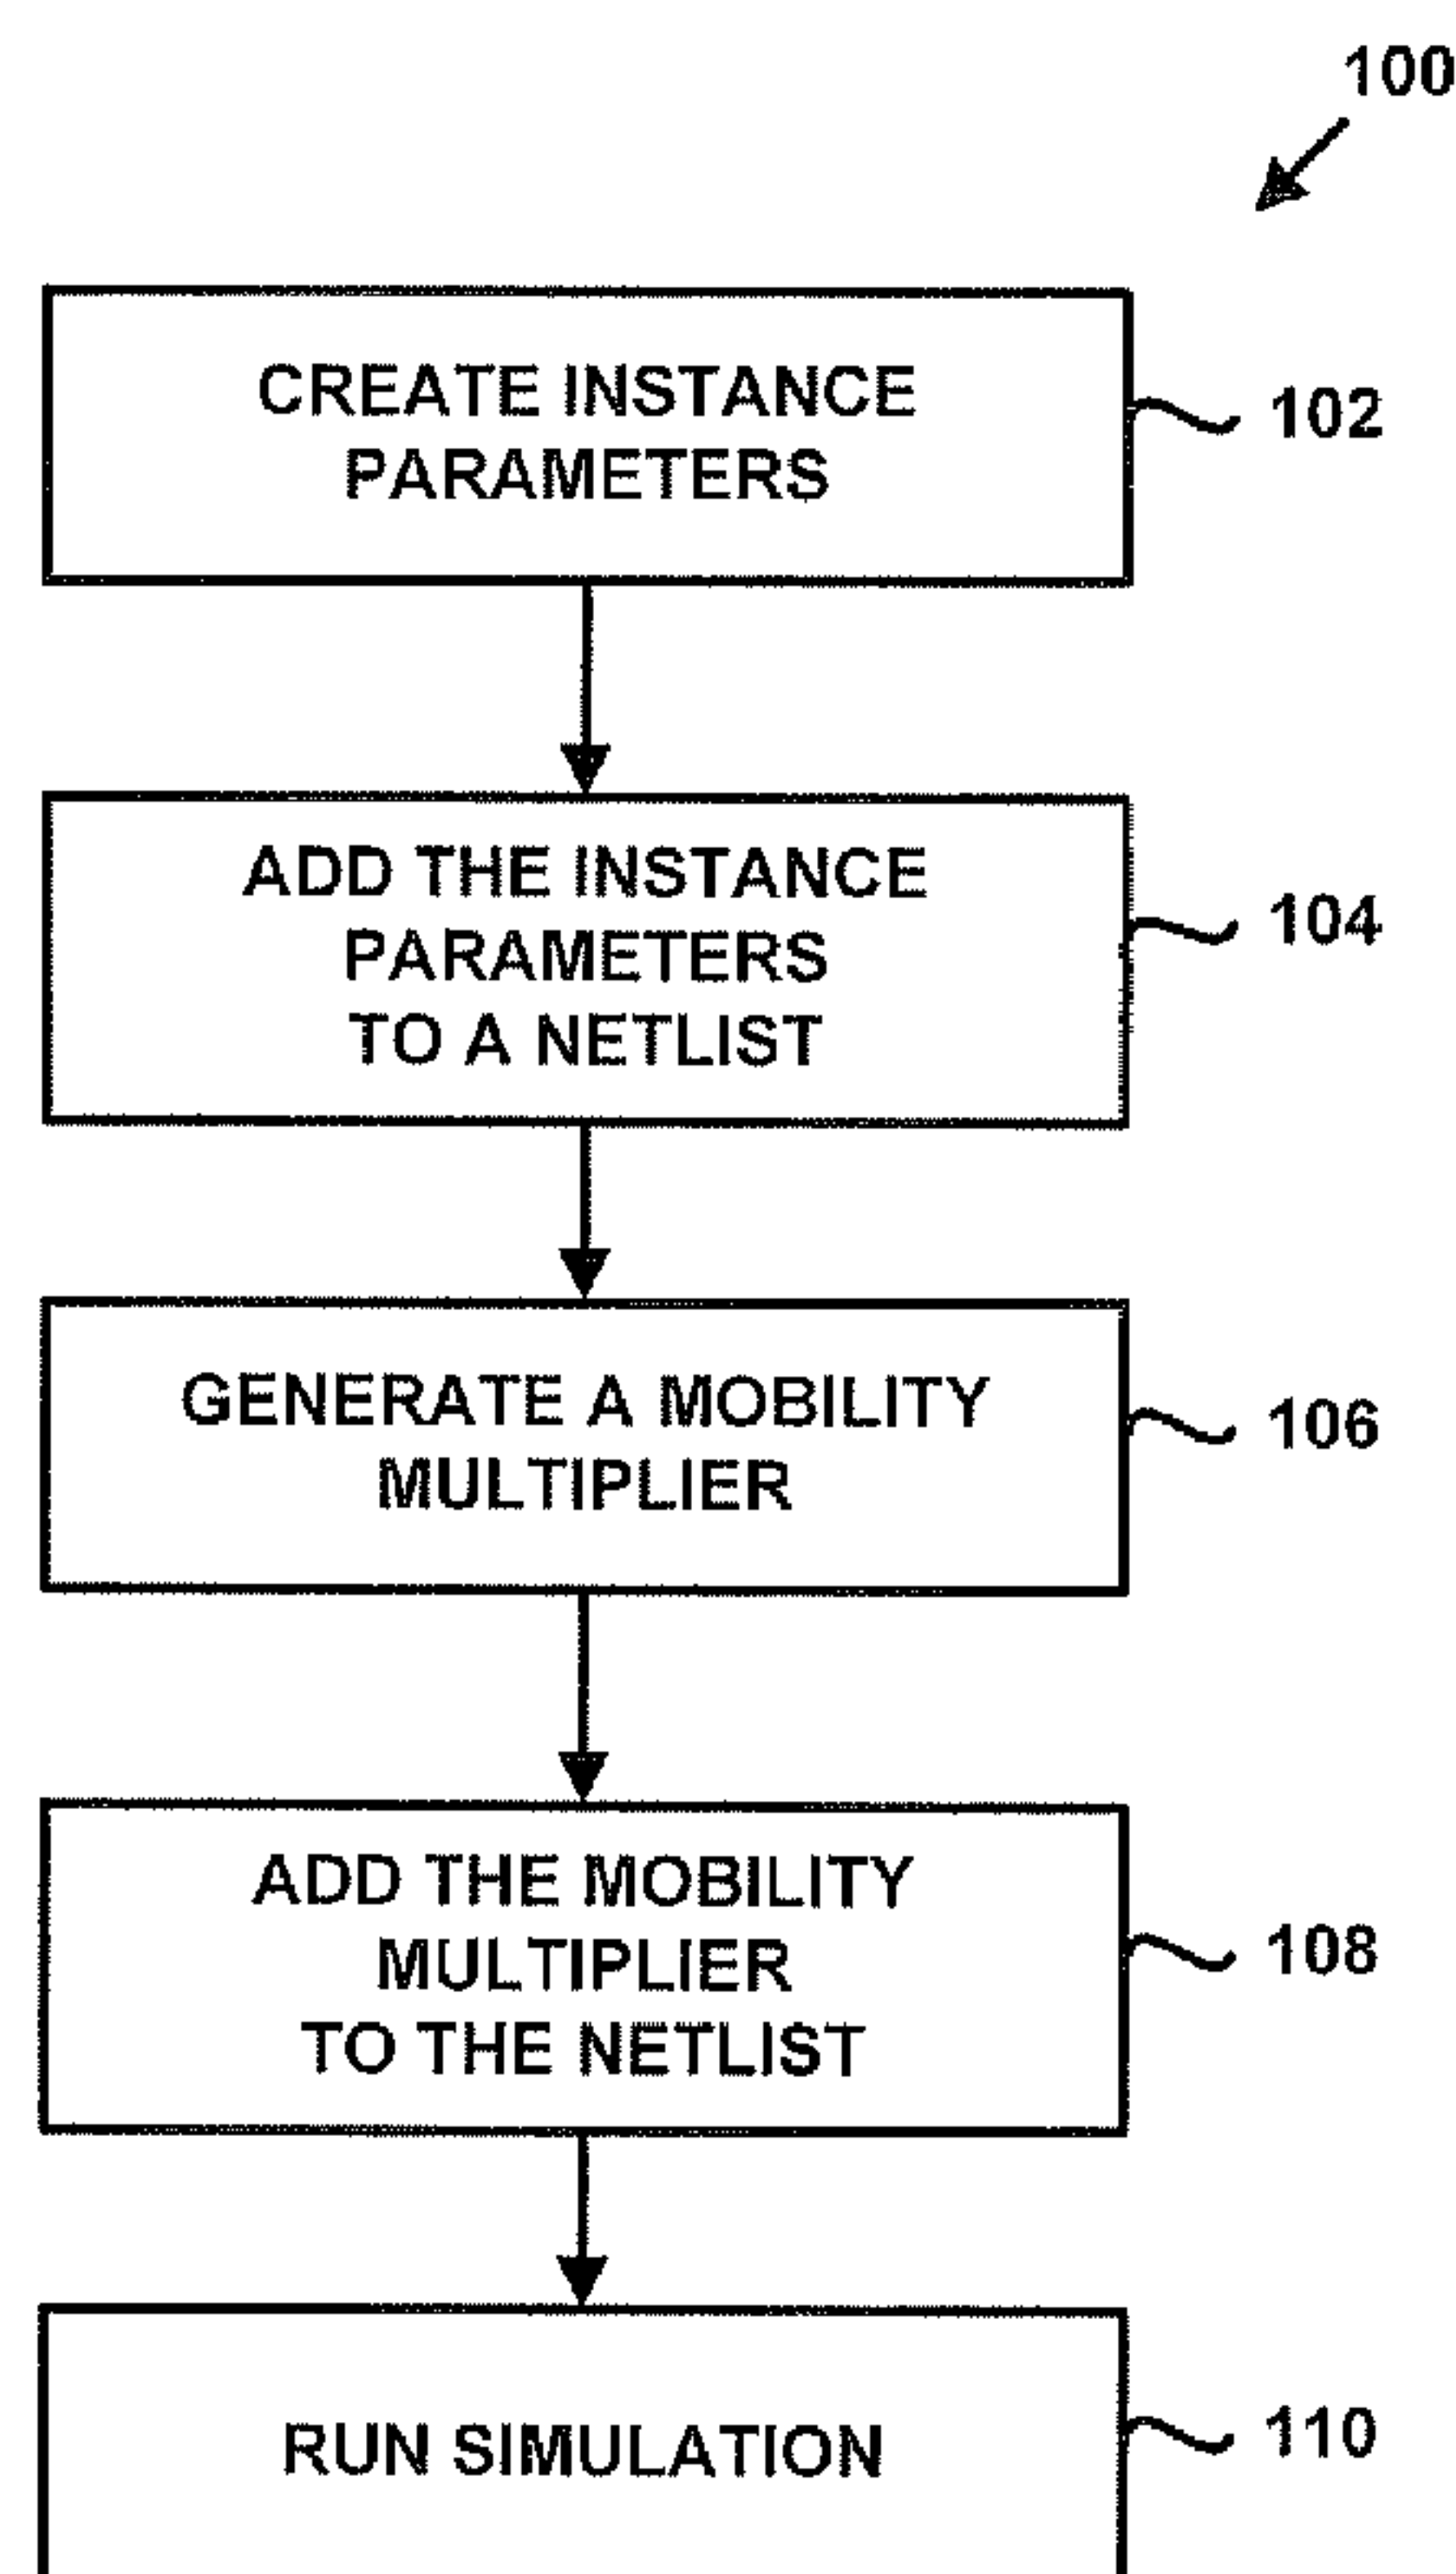 100
CREATE INSTANCE
PARAMETERS
102
ADD THE INSTANCE
PARAMETERS
TO A NETLIST
104
GENERATE A MOBILITY
MULTIPLIER
106
ADD THE MOBILITY
MULTIPLIER
TO THE NETLIST
108
RUN SIMULATION
110